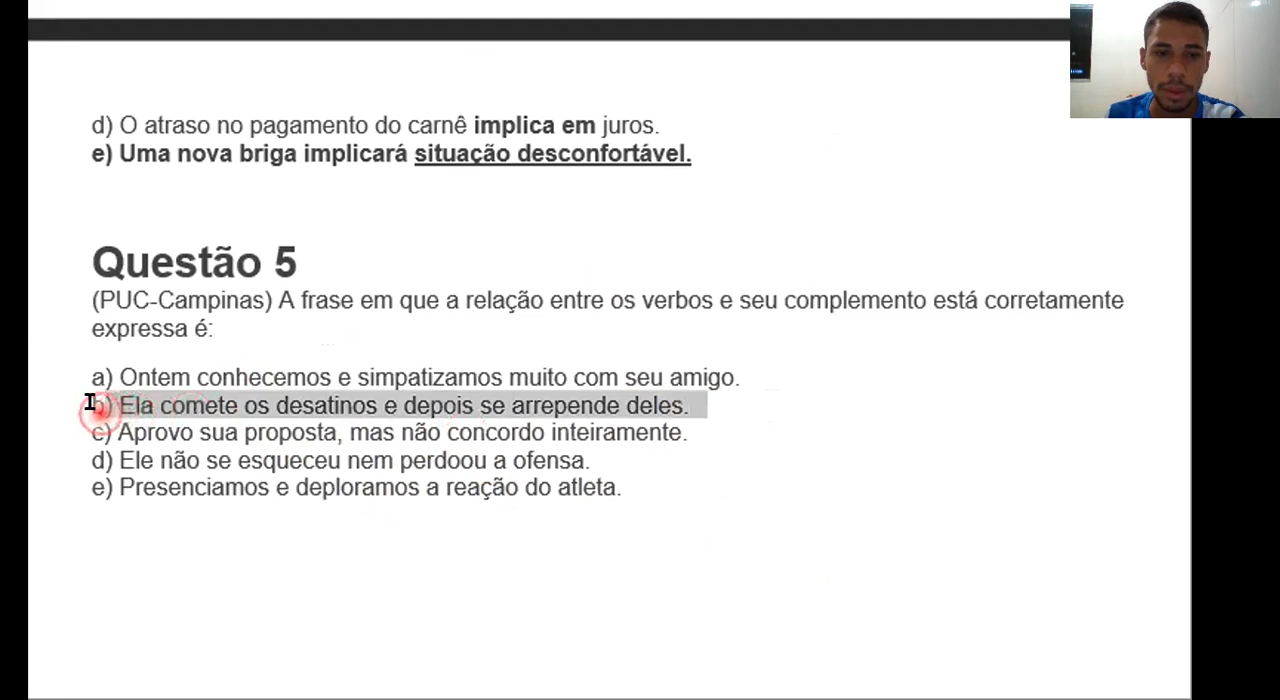 d) O atraso no pagamento do carnê implica em juros.
e) Uma nova briga implicará situação desconfortável.
Questão 5
(PUC-Campinas) A frase em que a relação entre os verbos e seu complemento está corretamente
expressa é:
a) Ontem conhecemos e simpatizamos muito com seu amigo.
b) Ela comete os desatinos e depois se arrepende deles.
c) Aprovo sua proposta, mas não concordo inteiramente.
d) Ele não se esqueceu nem perdoou a ofensa.
e) Presenciamos e deploramos a reação do atleta.